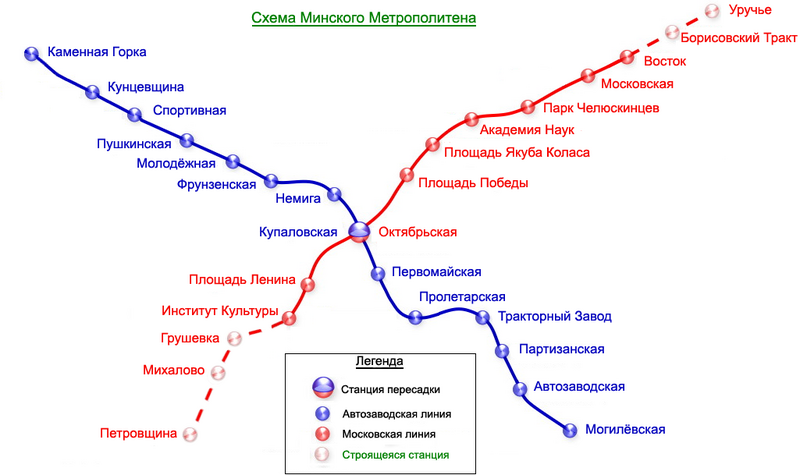 Схема Минского Метрополитена
Уручье
Борисовский Тракт
Каменная Горка
Восток
Кунцевщина
Московская
Спортивная
Парк Челюскинцев
Академия Наук
Пушкинская
Площадь Якуба Коласа
Молодёжная
Фрунзенская
Площадь Победы
Немига
Купаловская
Октябрьская
Первомайская
Площадь Ленина
Пролетарская
Институт Культуры
Тракторный Завод
Грушевка
Партизанская
Михалово
Автозаводская
Петровщина
Могилёвская
Легенда
Станция пересадки
Автозаводская линия
Московская линия
Строящеяся станция